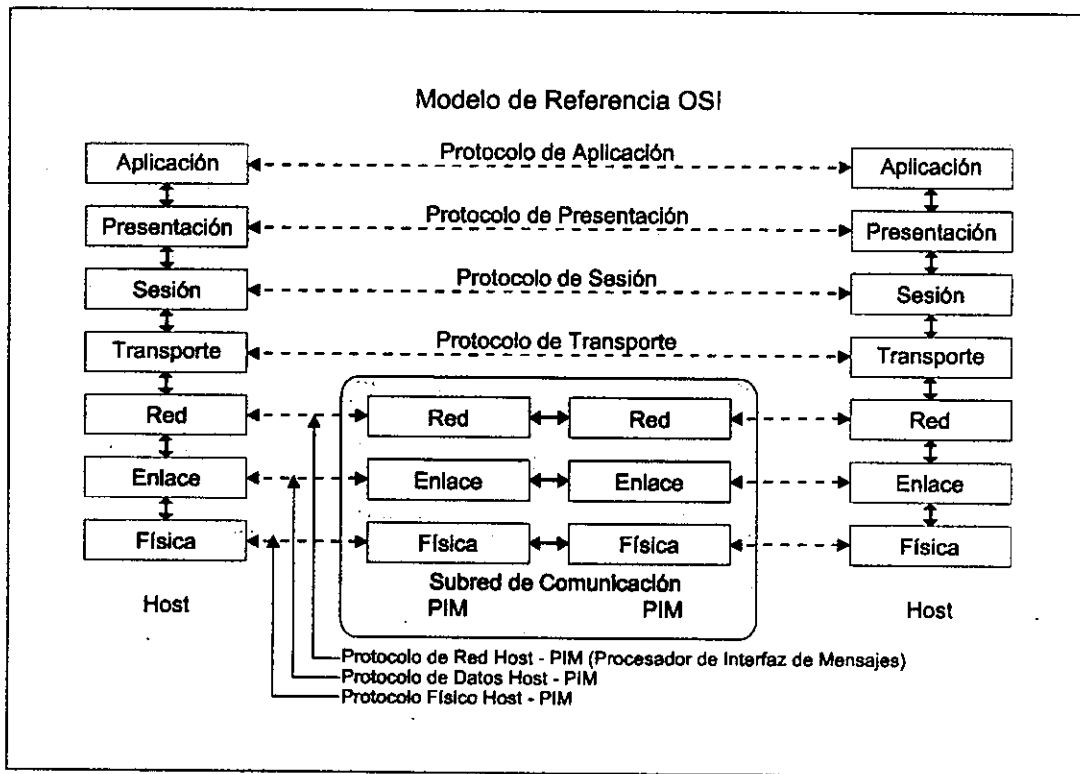 Modelo de Referencia OSI
Aplicación
Protocolo de Aplicación
Aplicación
Presentación
Protocolo de Presentación
Presentación
Sesión
Protocolo de Sesión
Sesión
Transporte
Protocolo de Transporte
Transporte
Red
Red
Red
Red
Enlace
Enlace
Enlace
Enlace
Física
Física
Física
Física
Subred de Comunicación
Host
PIM
PIM
Host
Protocolo de Red Host - PIM (Procesador de Interfaz de Mensajes)
Protocolo de Datos Host - PIM
Protocolo Físico Host - PIM